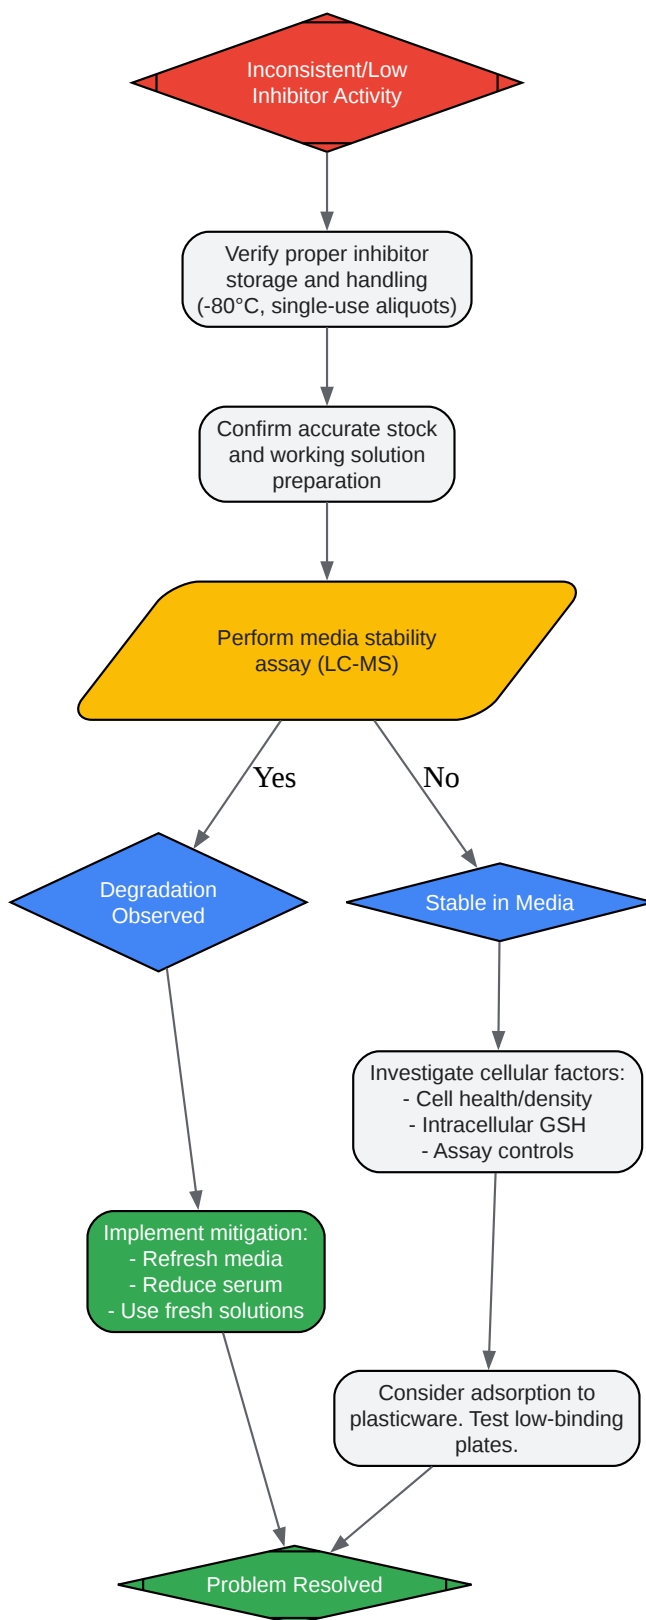 Inconsistent/Low
Inhibitor Activity
Verify proper inhibitor
storage and handling
(-80°C, single-use aliquots)
Confirm accurate stock
and working solution
preparation
Perform media stability
assay (LC-MS)
Yes
No
Degradation
Observed
Stable in Media
Investigate cellular factors:
- Cell health/density
- Intracellular GSH
- Assay controls
Implement mitigation:
- Refresh media
- Reduce serum
- Use fresh solutions
Consider adsorption to
plasticware. Test low-binding
plates.
Problem Resolved